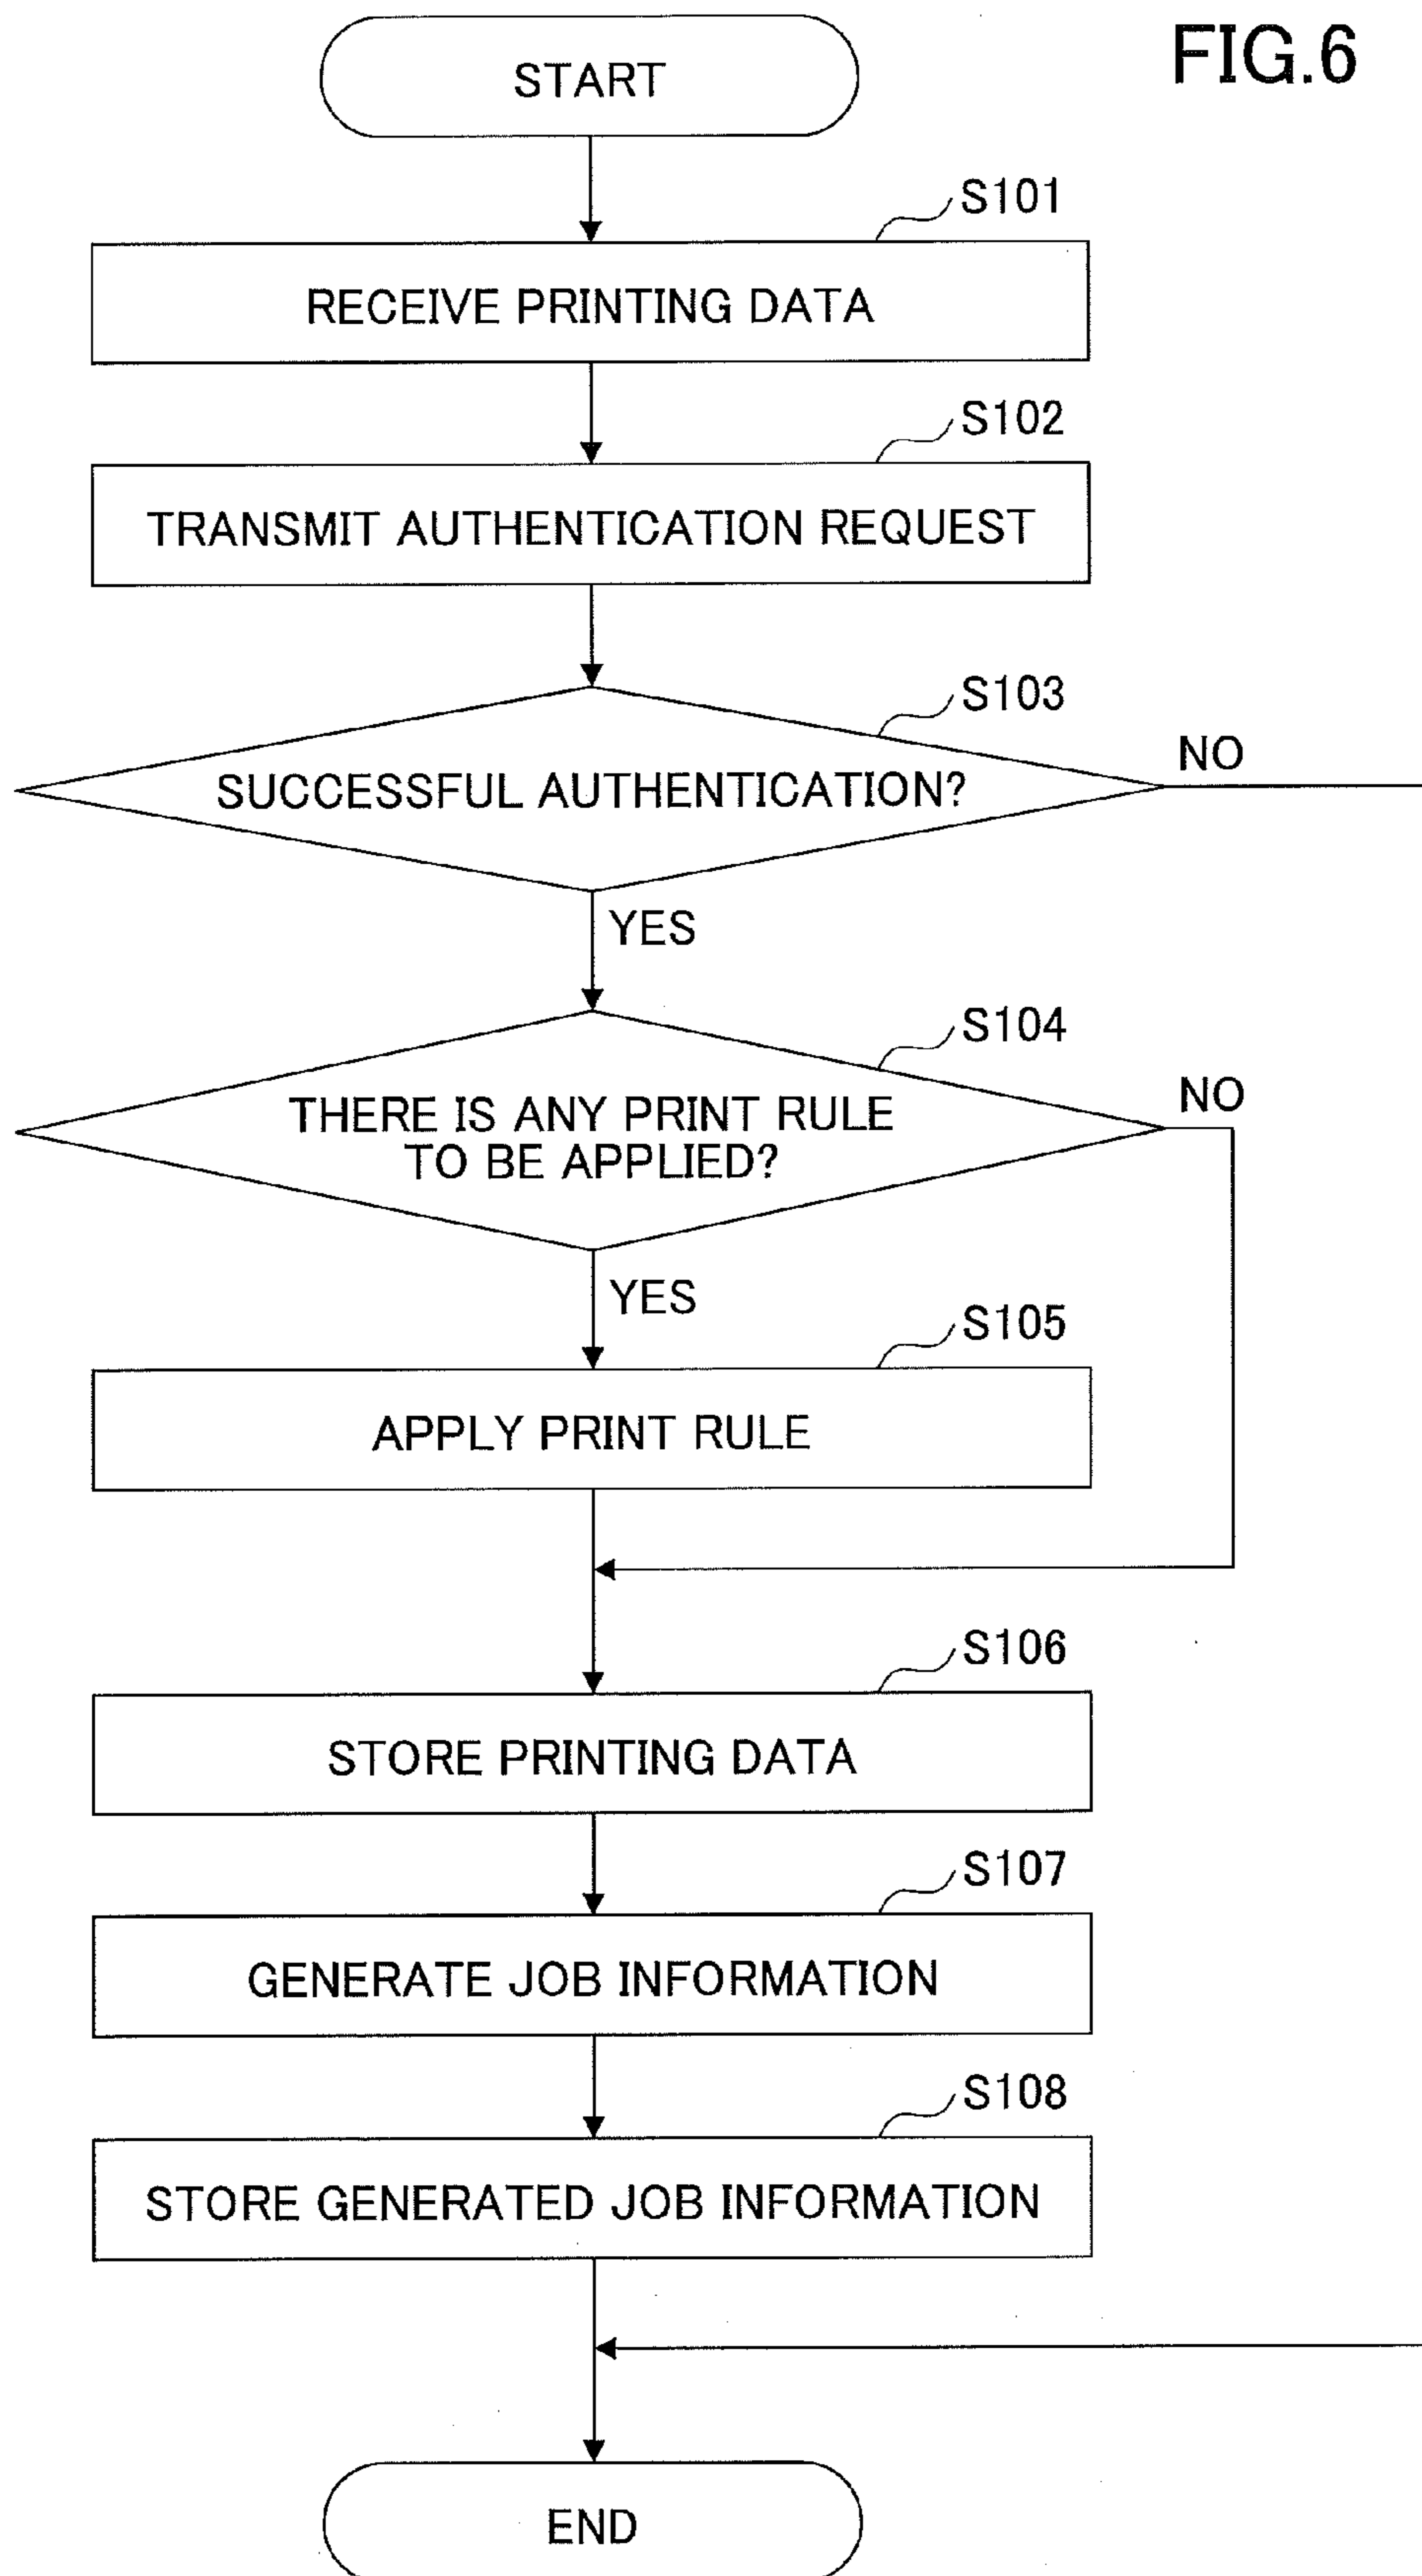 FIG.6
START
S101
RECEIVE PRINTING DATA
S102
TRANSMIT AUTHENTICATION REQUEST
S103
SUCCESSFUL AUTHENTICATION?
NO
YES
S104
THERE IS ANY PRINT RULE
TO BE APPLIED?
NO
YES
S105
APPLY PRINT RULE
S106
STORE PRINTING DATA
S107
GENERATE JOB INFORMATION
S108
STORE GENERATED JOB INFORMATION
END